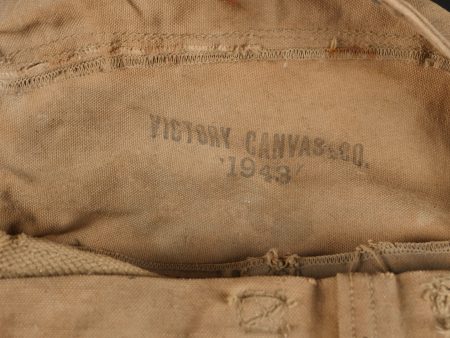 VICTORY CANVAS & CO.
'1943'